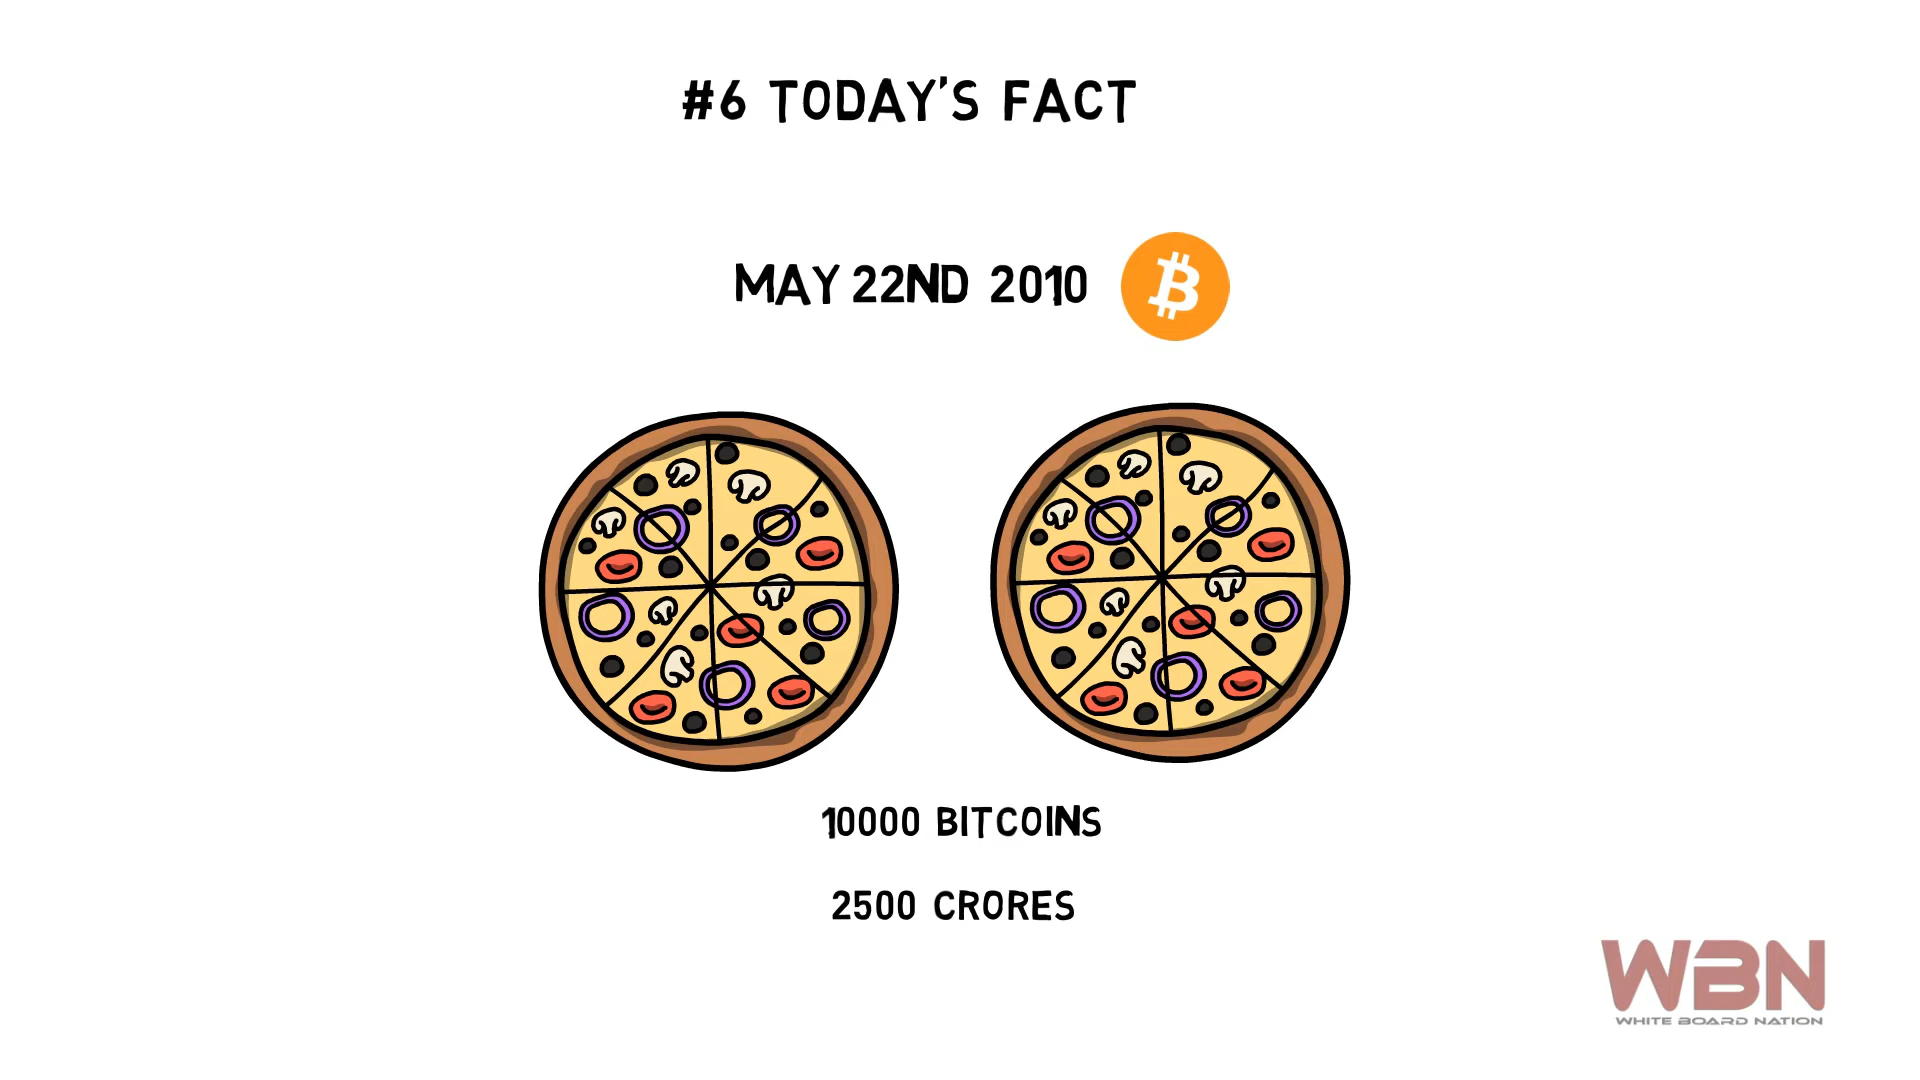 #6 TODAY'S FACT
MAY 22ND 2010
10000 BITCOINS
2500 CRORES
WBN
WHITE BOARD NATION